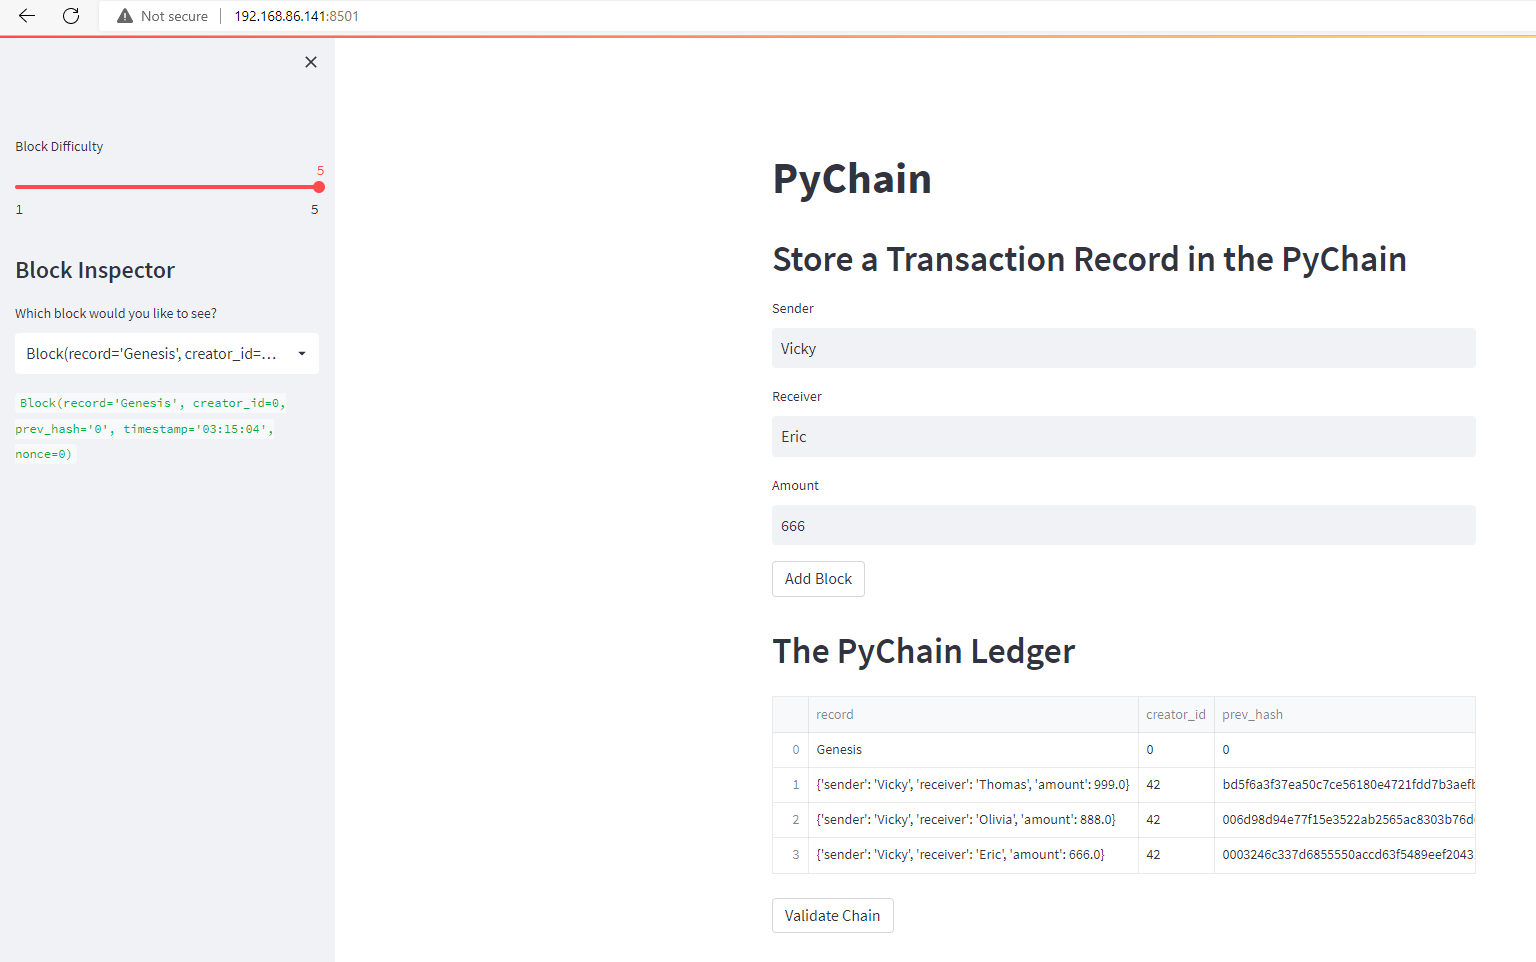 Not secure | 192.168.86.141:8501
Block Difficulty
5
1 5
Block Inspector
Which block would you like to see?
Block(record='Genesis', creator_id=...
Block(record='Genesis', creator_id=0,
prev_hash='0', timestamp='03:15:04',
nonce=0)
PyChain
Store a Transaction Record in the PyChain
Sender
Vicky
Receiver
Eric
Amount
666
Add Block
The PyChain Ledger
record creator_id prev_hash
0 Genesis 0 0
1 {'sender': 'Vicky', 'receiver': 'Thomas', 'amount': 999.0} 42 bd5f6a3f37ea50c7ce56180e4721fdd7b3aefb
2 {'sender': 'Vicky', 'receiver': 'Olivia', 'amount': 888.0} 42 006d98d94e77f15e3522ab2565ac8303b76d
3 {'sender': 'Vicky', 'receiver': 'Eric', 'amount': 666.0} 42 0003246c337d6855550accd63f5489eef2043
Validate Chain